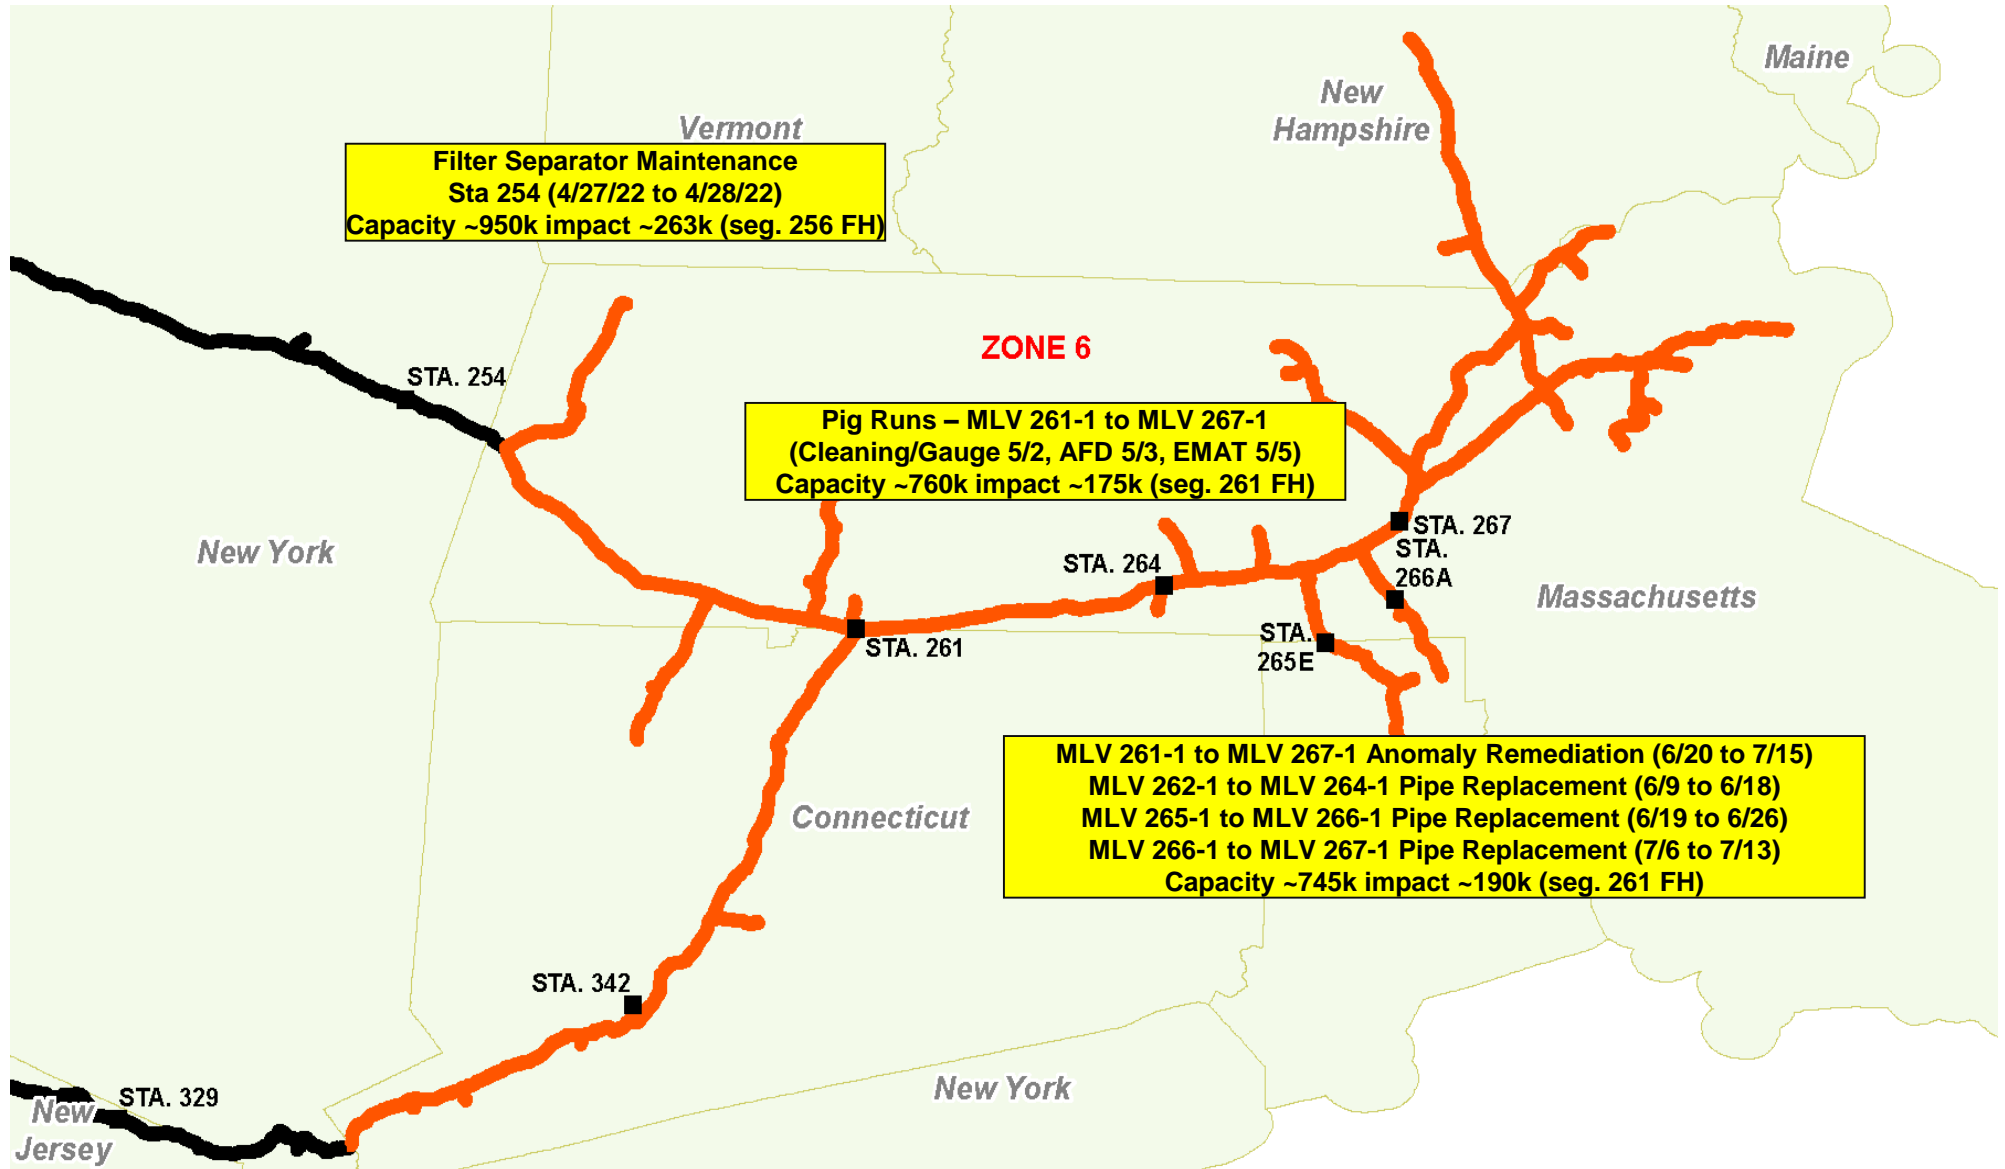 Maine
New
Hampshire
Vermont
Filter Separator Maintenance
Sta 254 (4/27/22 to 4/28/22)
Capacity ~950k impact ~263k (seg. 256 FH)
ZONE 6
STA. 254
Pig Runs – MLV 261-1 to MLV 267-1
(Cleaning/Gauge 5/2, AFD 5/3, EMAT 5/5)
Capacity ~760k impact ~175k (seg. 261 FH)
New York
STA. 267
STA.
266A
STA. 264
Massachusetts
STA. 261
STA.
265E
MLV 261-1 to MLV 267-1 Anomaly Remediation (6/20 to 7/15)
MLV 262-1 to MLV 264-1 Pipe Replacement (6/9 to 6/18)
MLV 265-1 to MLV 266-1 Pipe Replacement (6/19 to 6/26)
MLV 266-1 to MLV 267-1 Pipe Replacement (7/6 to 7/13)
Capacity ~745k impact ~190k (seg. 261 FH)
Connecticut
STA. 342
New York
STA. 329
New
Jersey